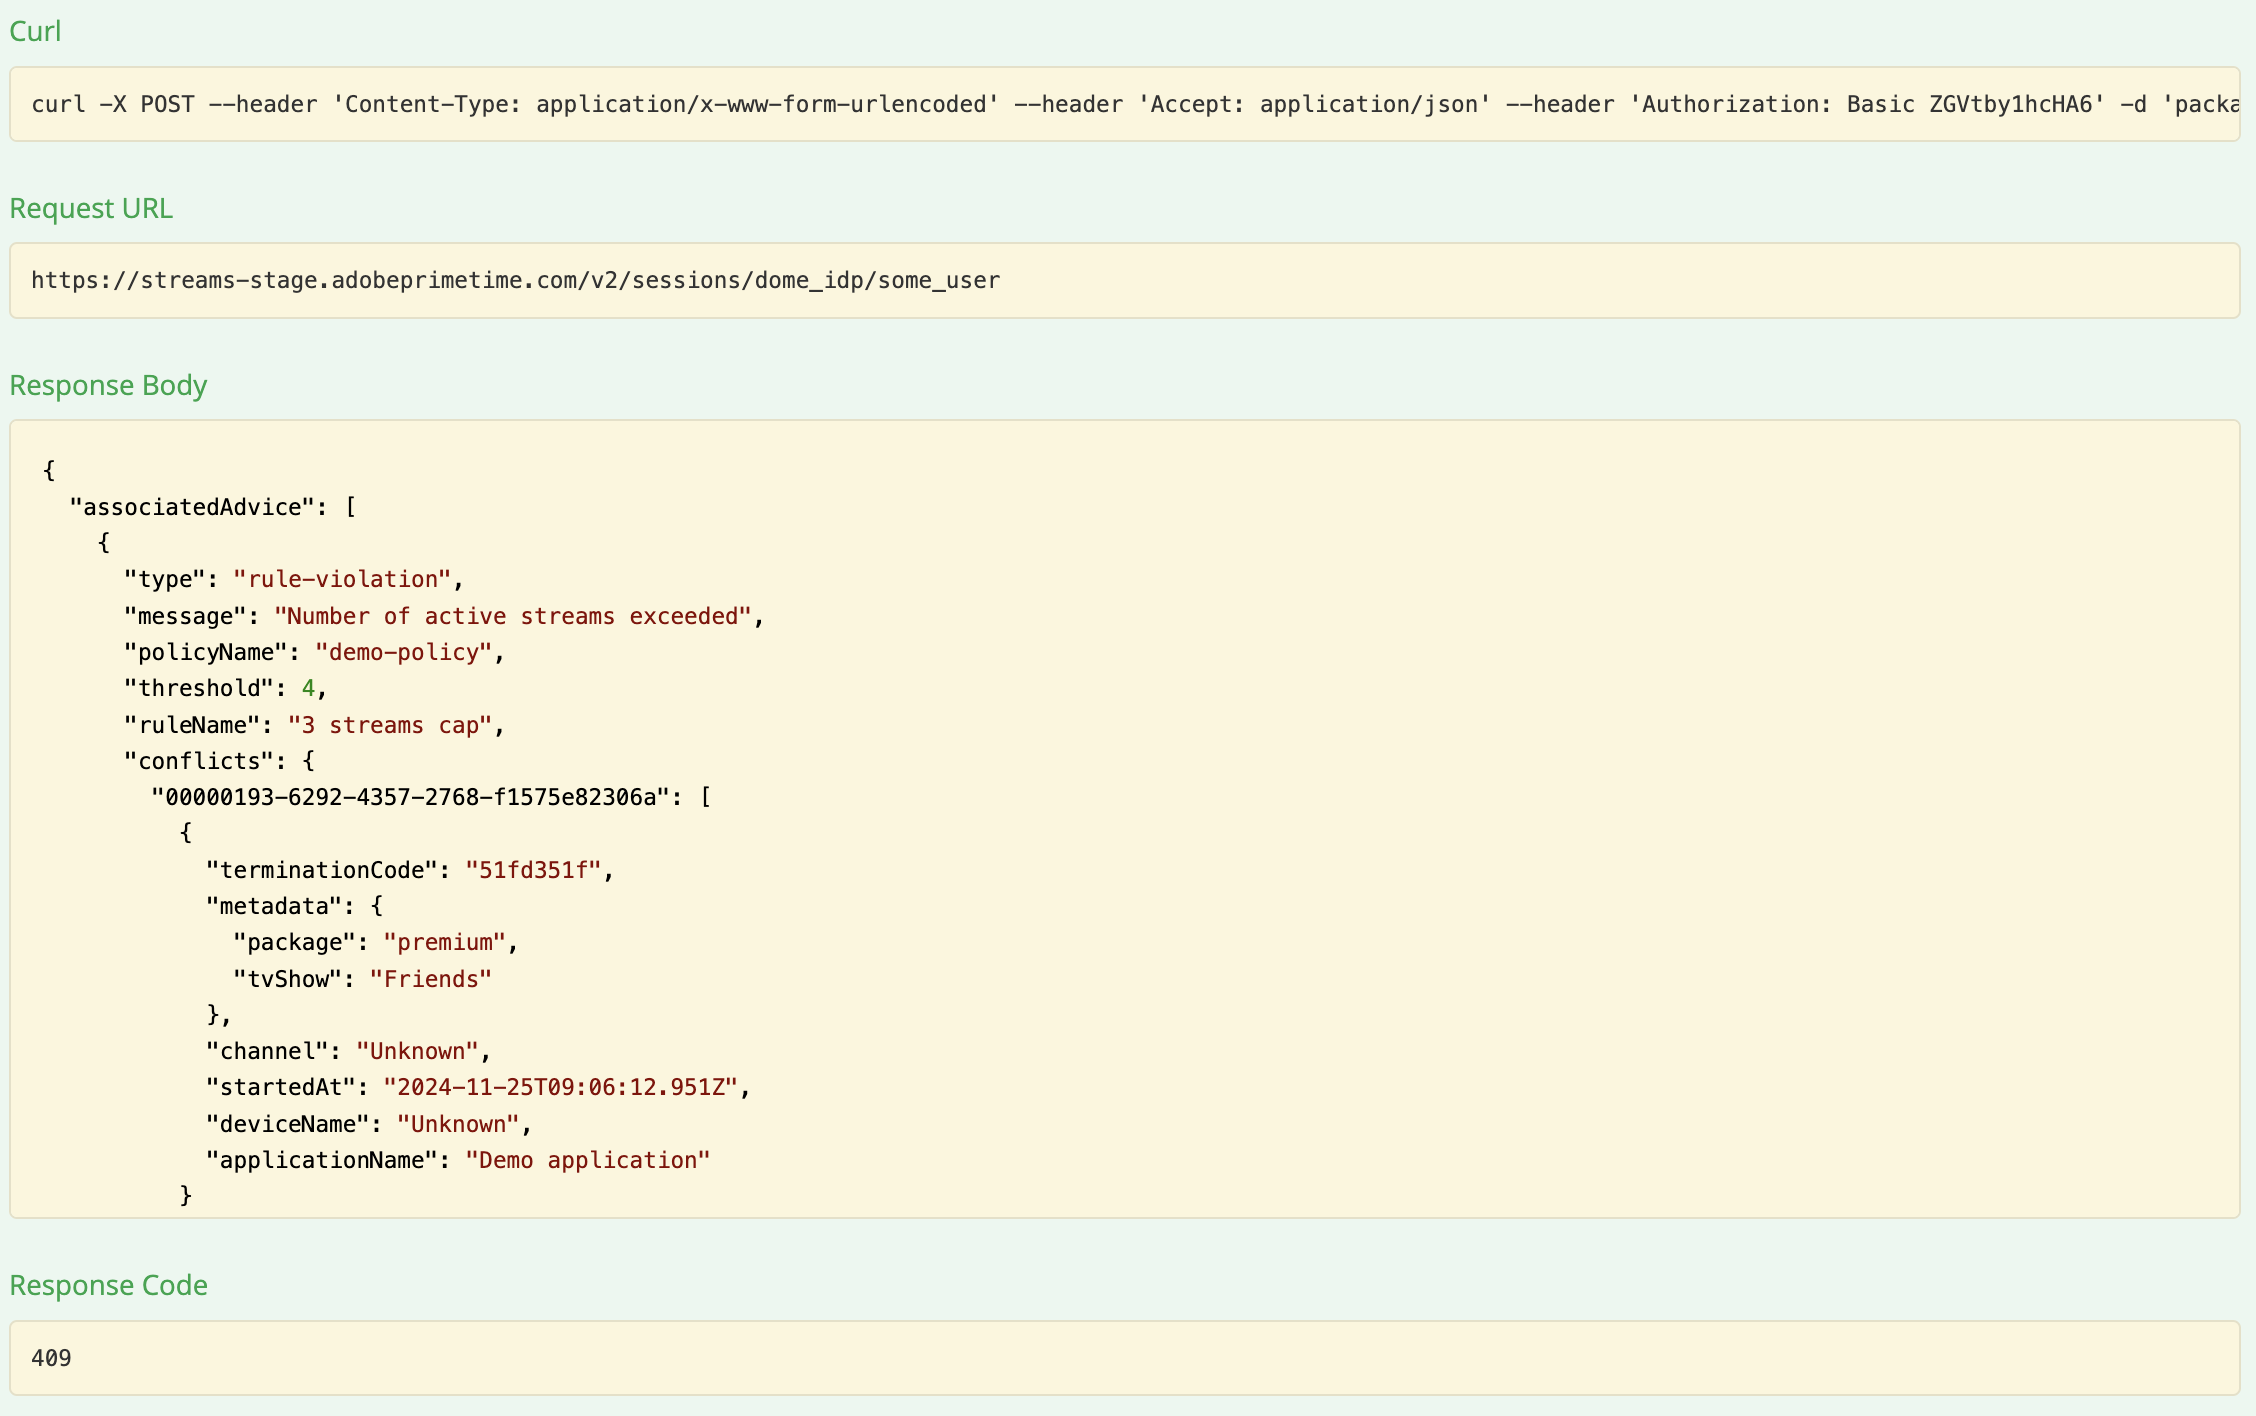 Curl
curl -X POST --header 'Content-Type: application/x-www-form-urlencoded' --header 'Accept: application/json' --header 'Authorization: Basic ZGVtby1hcHA6' -d 'packa
Request URL
https://streams-stage.adobeprimetime.com/v2/sessions/dome_idp/some_user
Response Body
{
  "associatedAdvice": [
    {
      "type": "rule-violation",
      "message": "Number of active streams exceeded",
      "policyName": "demo-policy",
      "threshold": 4,
      "ruleName": "3 streams cap",
      "conflicts": {
        "00000193-6292-4357-2768-f1575e82306a": [
          {
            "terminationCode": "51fd351f",
            "metadata": {
              "package": "premium",
              "tvShow": "Friends"
            },
            "channel": "Unknown",
            "startedAt": "2024-11-25T09:06:12.951Z",
            "deviceName": "Unknown",
            "applicationName": "Demo application"
          }
Response Code
409